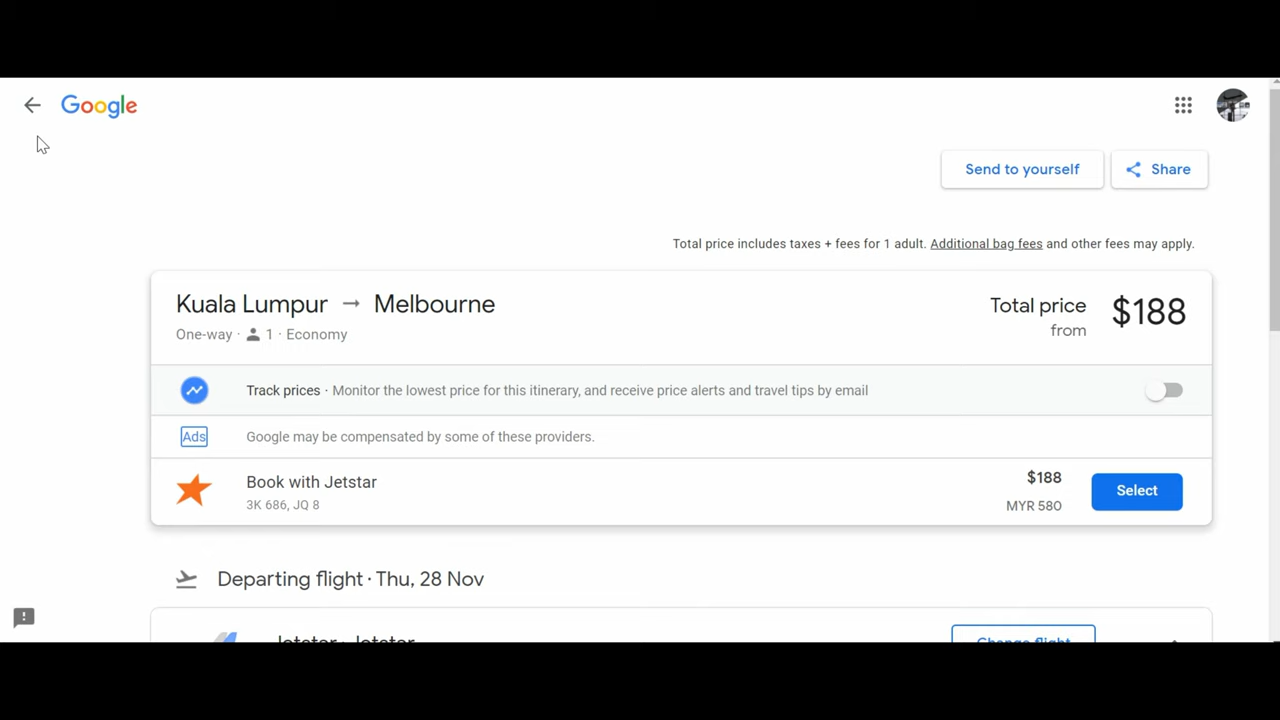 Google
Send to yourself
Share
Total price includes taxes + fees for 1 adult. Additional bag fees and other fees may apply.
Kuala Lumpur → Melbourne
One-way · 1 · Economy
Total price
from
$188
Track prices · Monitor the lowest price for this itinerary, and receive price alerts and travel tips by email
Ads
Google may be compensated by some of these providers.
Book with Jetstar
3K 686, JQ 8
$188
MYR 580
Select
Departing flight · Thu, 28 Nov
Jetstar · Jetstar
Change flight